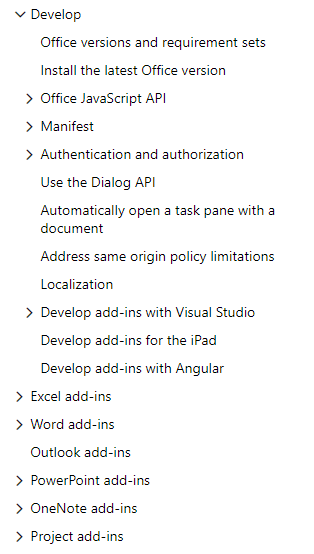 Develop
Office versions and requirement sets
Install the latest Office version
Office JavaScript API
Manifest
Authentication and authorization
Use the Dialog API
Automatically open a task pane with a
document
Address same origin policy limitations
Localization
Develop add-ins with Visual Studio
Develop add-ins for the iPad
Develop add-ins with Angular
Excel add-ins
Word add-ins
Outlook add-ins
PowerPoint add-ins
OneNote add-ins
Project add-ins